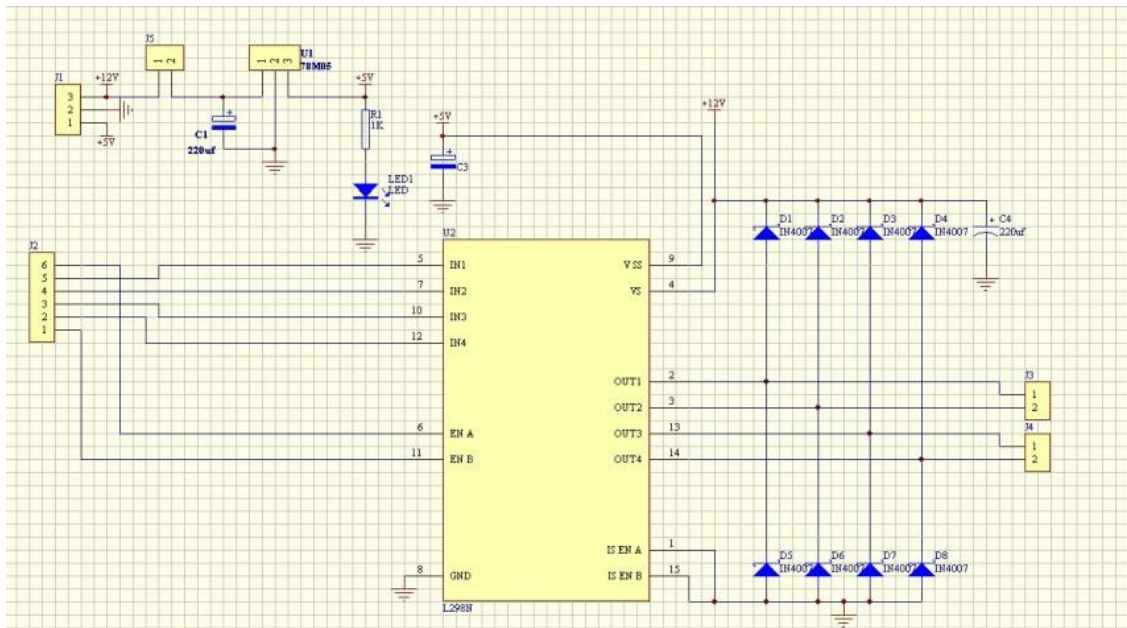 J5
1 2
U1
78M05
1 2 3
J1
+12V
3
2
1
+5V
C1
220uf
+5V
R1
1K
LED1
LED
+5V
C3
+12V
D1
IN4007
D2
IN4007
D3
IN4007
D4
IN4007
C4
220uf
J2
6
5
4
3
2
1
U2
5 IN1
7 IN2
10 IN3
12 IN4
6 EN A
11 EN B
8 GND
VSS 9
VS 4
OUT1 2
OUT2 3
OUT3 13
OUT4 14
IS EN A 1
IS EN B 15
L298N
J3
1
2
J4
1
2
D5
IN4007
D6
IN4007
D7
IN4007
D8
IN4007